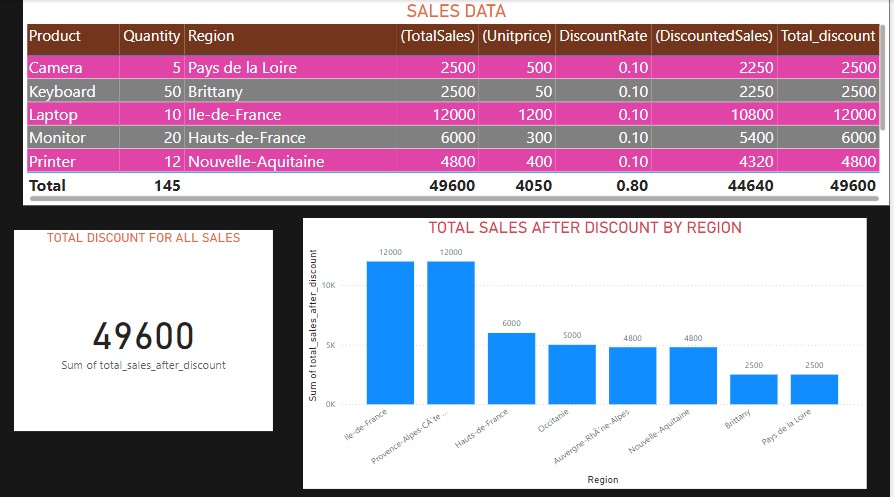 SALES DATA
Product Quantity Region (TotalSales) (Unitprice) DiscountRate (DiscountedSales) Total_discount
Camera 5 Pays de la Loire 2500 500 0.10 2250 2500
Keyboard 50 Brittany 2500 50 0.10 2250 2500
Laptop 10 Ile-de-France 12000 1200 0.10 10800 12000
Monitor 20 Hauts-de-France 6000 300 0.10 5400 6000
Printer 12 Nouvelle-Aquitaine 4800 400 0.10 4320 4800
Total 145 49600 4050 0.80 44640 49600
TOTAL DISCOUNT FOR ALL SALES
49600
Sum of total_sales_after_discount
TOTAL SALES AFTER DISCOUNT BY REGION
Sum of total_sales_after_discount
10K
5K
0K
12000 12000 6000 5000 4800 4800 2500 2500
Ile-de-France Provence-Alpes-CÃ´te ... Hauts-de-France Occitanie Auvergne-RhÃ´ne-Alpes Nouvelle-Aquitaine Brittany Pays de la Loire
Region